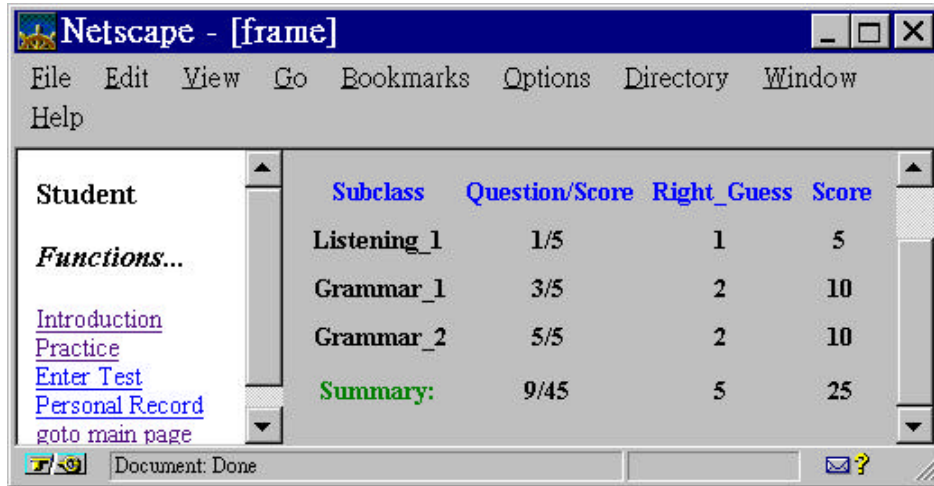 Netscape - [frame]
File Edit View Go Bookmarks Options Directory Window
Help
Student
Functions...
Introduction
Practice
Enter Test
Personal Record
goto main page
Subclass Question/Score Right_Guess Score
Listening_1 1/5 1 5
Grammar_1 3/5 2 10
Grammar_2 5/5 2 10
Summary: 9/45 5 25
Document: Done